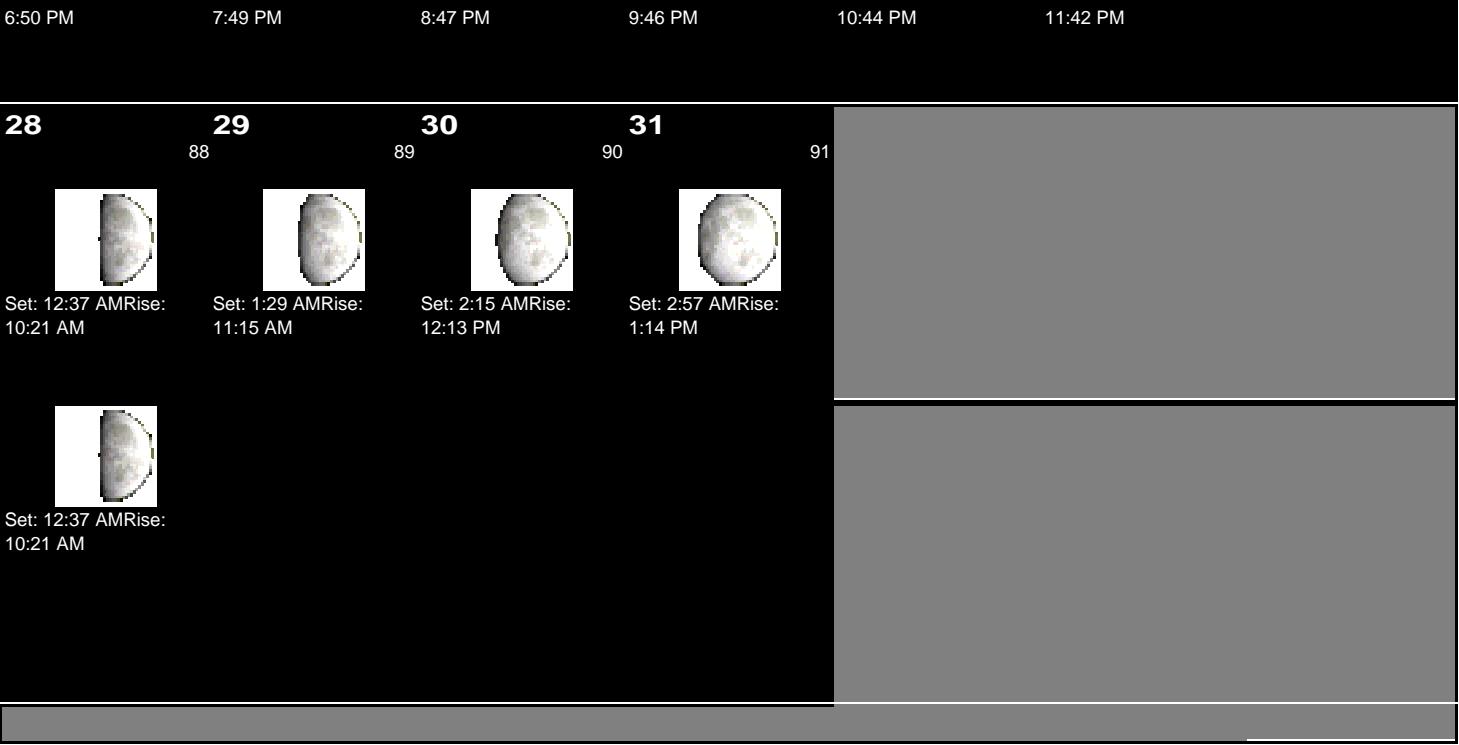 6:50 PM 7:49 PM 8:47 PM 9:46 PM 10:44 PM 11:42 PM
28 29 30 31
88 89 90 91
Set: 12:37 AMRise: Set: 1:29 AMRise: Set: 2:15 AMRise: Set: 2:57 AMRise:
10:21 AM 11:15 AM 12:13 PM 1:14 PM
Set: 12:37 AMRise:
10:21 AM